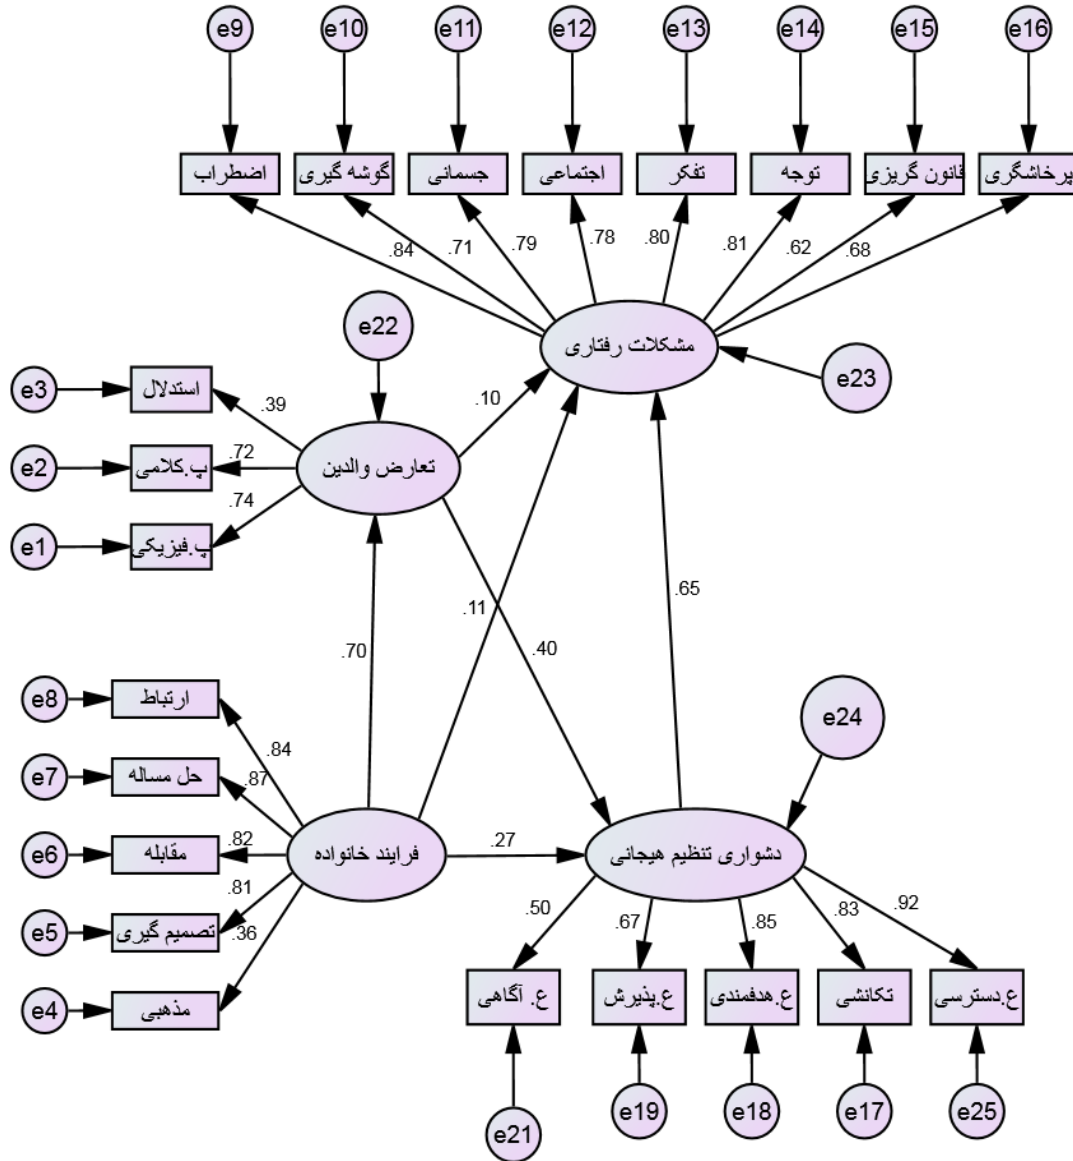 e9
e10
e11
e12
e13
e14
e15
e16
اضطراب
گوشه گیری
جسمانی
اجتماعی
تفکر
توجه
قانون گریزی
پرخاشگری
.84
.71
.79
.78
.80
.81
.62
.68
e22
مشکلات رفتاری
e23
e3
استدلال
.39
.10
e2
پ.کلامی
.72
تعارض والدین
e1
پ.فیزیکی
.74
.70
.11
.40
.65
e8
ارتباط
.84
e24
e7
حل مساله
.87
e6
مقابله
.82
فرایند خانواده
.27
دشواری تنظیم هیجانی
e5
تصمیم گیری
.81
.36
e4
مذهبی
.50
.67
.85
.83
.92
ع. آگاهی
ع.پذیرش
ع.هدفمندی
تکانشی
ع.دسترسی
e21
e19
e18
e17
e25